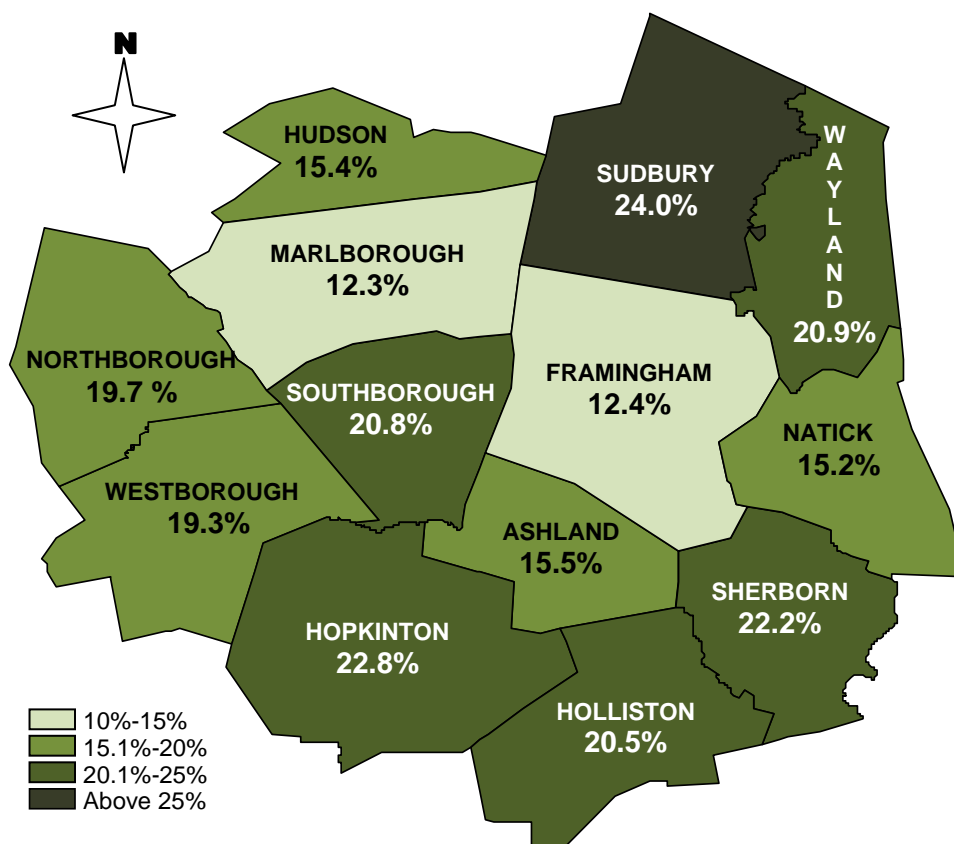 N
HUDSON
15.4%
SUDBURY
24.0%
WAYLAND
20.9%
MARLBOROUGH
12.3%
NORTHBOROUGH
19.7 %
SOUTHBOROUGH
20.8%
FRAMINGHAM
12.4%
NATICK
15.2%
WESTBOROUGH
19.3%
ASHLAND
15.5%
SHERBORN
22.2%
HOPKINTON
22.8%
HOLLISTON
20.5%
10%-15%
15.1%-20%
20.1%-25%
Above 25%